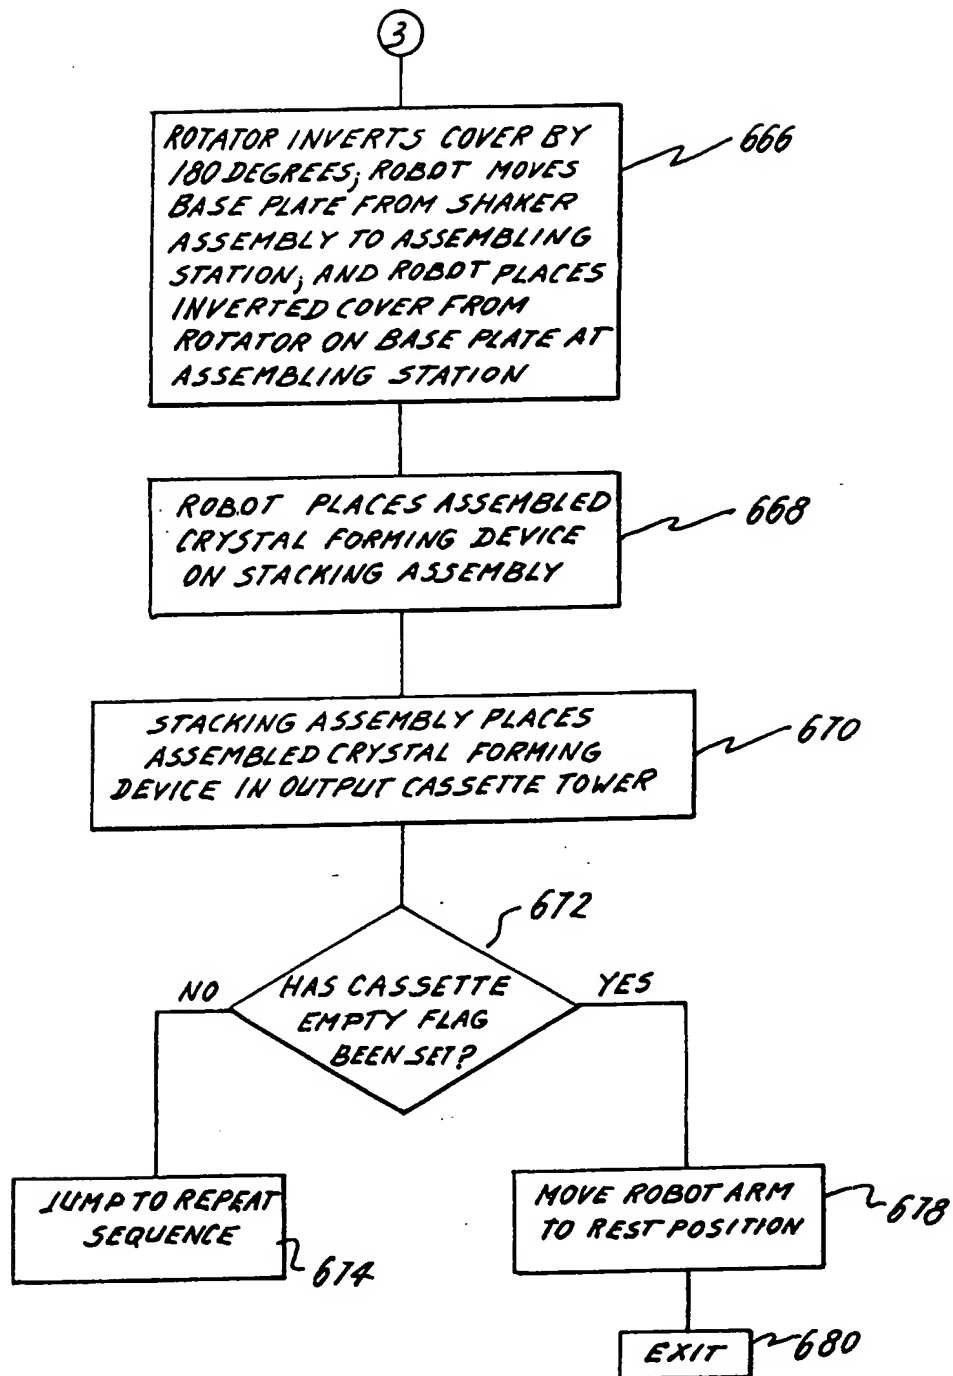 3
ROTATOR INVERTS COVER BY
180 DEGREES; ROBOT MOVES
BASE PLATE FROM SHAKER
ASSEMBLY TO ASSEMBLING
STATION; AND ROBOT PLACES
INVERTED COVER FROM
ROTATOR ON BASE PLATE AT
ASSEMBLING STATION
666
ROBOT PLACES ASSEMBLED
CRYSTAL FORMING DEVICE
ON STACKING ASSEMBLY
668
STACKING ASSEMBLY PLACES
ASSEMBLED CRYSTAL FORMING
DEVICE IN OUTPUT CASSETTE TOWER
670
672
NO
HAS CASSETTE
EMPTY FLAG
BEEN SET?
YES
JUMP TO REPEAT
SEQUENCE
674
MOVE ROBOT ARM
TO REST POSITION
678
EXIT
680